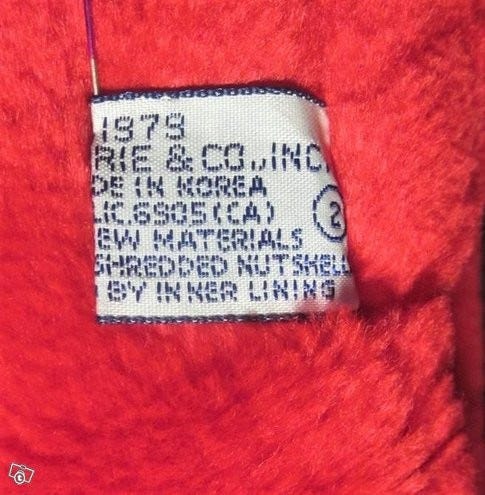 1979
RIE & CO., INC.
DE IN KOREA
LIC. 6905 (CA)
2
EW MATERIALS
SHREDDED NUTSHELL
BY INNER LINING